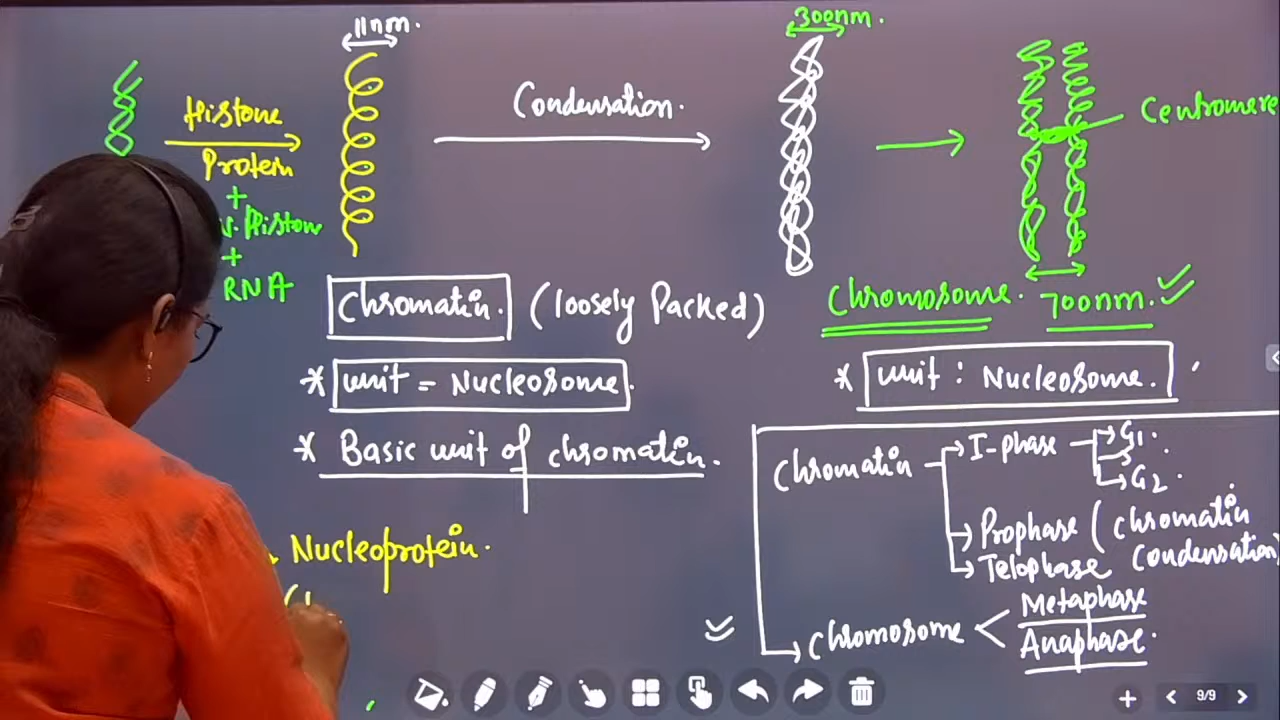 11nm.
300nm.
Histone
Protein
+
N.Histon
+
RNA
Condensation.
Centromere
Chromatin. (loosely Packed)
* unit - Nucleosome.
* Basic unit of chromatin.
Nucleoprotein.
Chromosome. 700nm.
* unit : Nucleosome.
Chromatin
I-phase
G1.
S
G2.
Prophase (Chromatin
Telophase Condensation)
Chromosome
Metaphase
Anaphase.
9/9